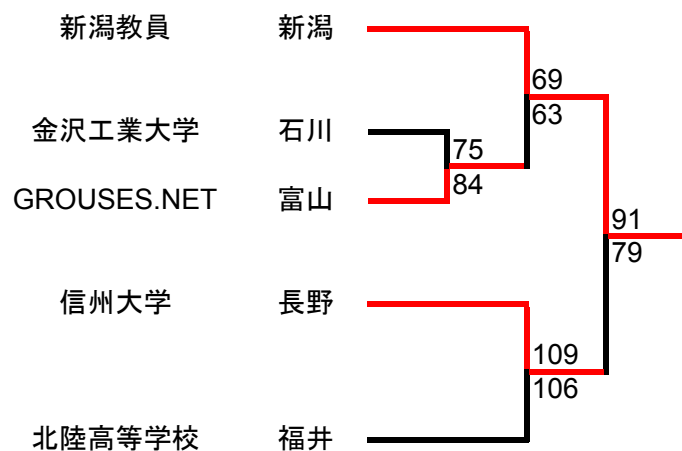 新潟教員 新潟
69
63
金沢工業大学 石川
75
84
GROUSES.NET 富山
91
79
信州大学 長野
109
106
北陸高等学校 福井